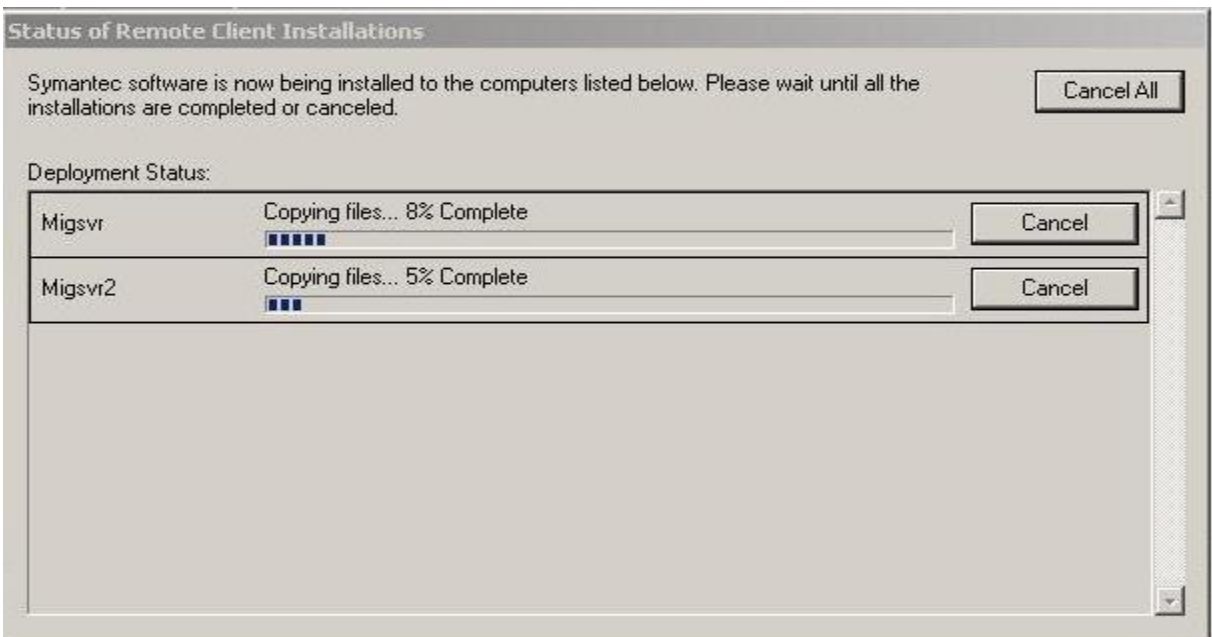 Status of Remote Client Installations
Symantec software is now being installed to the computers listed below. Please wait until all the
installations are completed or canceled.
Cancel All
Deployment Status:
Migsvr
Copying files... 8% Complete
Cancel
Migsvr2
Copying files... 5% Complete
Cancel